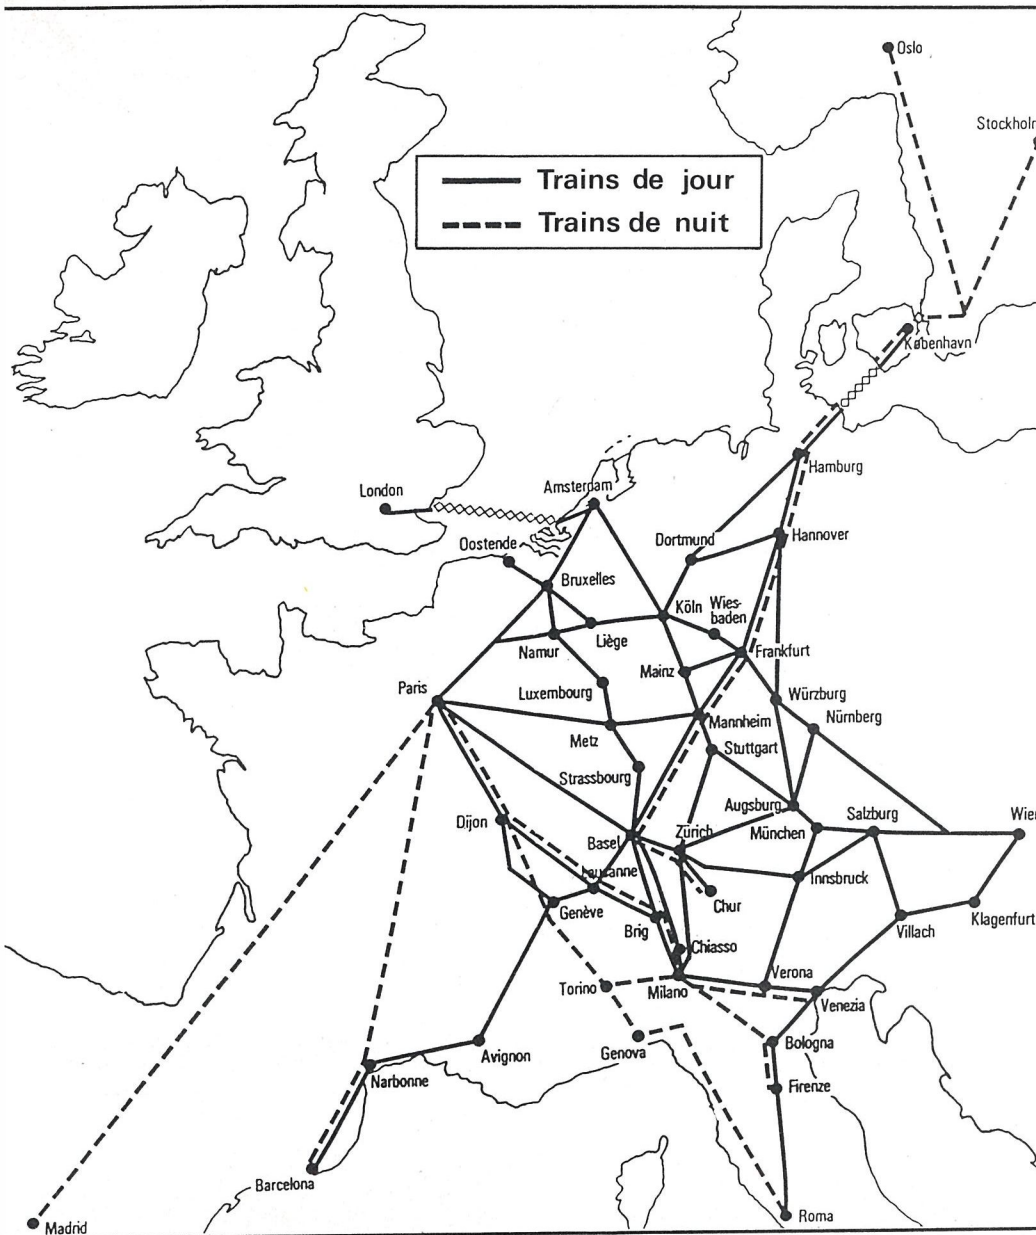 Oslo
Stockholm
Trains de jour
Trains de nuit
København
Hamburg
London
Amsterdam
Oostende
Dortmund
Hannover
Bruxelles
Köln
Wies-
baden
Liège
Namur
Frankfurt
Mainz
Paris
Luxembourg
Würzburg
Nürnberg
Mannheim
Metz
Stuttgart
Strassbourg
Augsburg
Salzburg
Wien
Dijon
Basel
Zürich
München
Lausanne
Innsbruck
Genève
Chur
Klagenfurt
Brig
Villach
Chiasso
Verona
Torino
Milano
Venezia
Genova
Bologna
Avignon
Narbonne
Firenze
Barcelona
Roma
Madrid